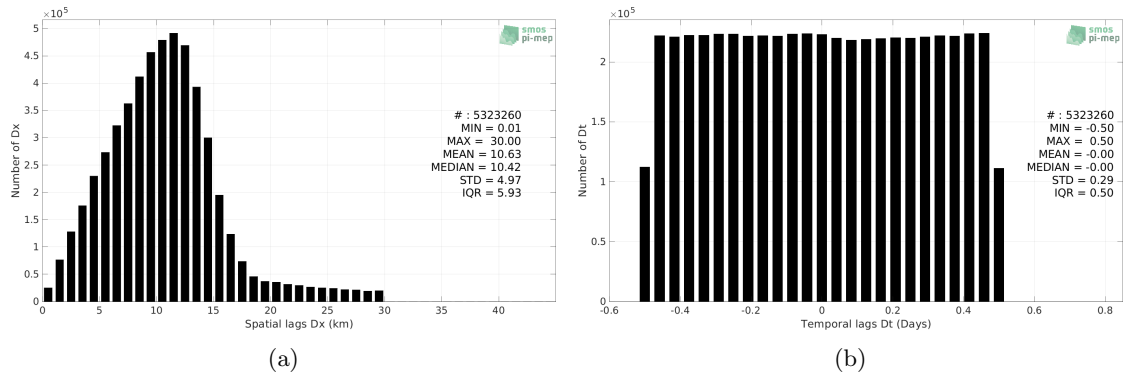 ×10^5
5
4.5
4
3.5
3
2.5
2
1.5
1
0.5
0
Number of Dx
0 5 10 15 20 25 30 35 40 45
Spatial lags Dx (km)
smos
pi-mep
# : 5323260
MIN = 0.01
MAX = 30.00
MEAN = 10.63
MEDIAN = 10.42
STD = 4.97
IQR = 5.93
(a)
×10^5
2
1.5
1
0.5
0
Number of Dt
-0.6 -0.4 -0.2 0 0.2 0.4 0.6 0.8
Temporal lags Dt (Days)
smos
pi-mep
# : 5323260
MIN = -0.50
MAX = 0.50
MEAN = -0.00
MEDIAN = -0.00
STD = 0.29
IQR = 0.50
(b)